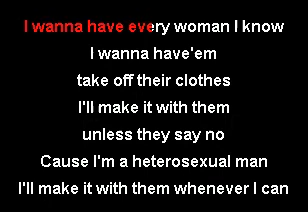 I wanna have every woman I know
I wanna have'em
take off their clothes
I'll make it with them
unless they say no
Cause I'm a heterosexual man
I'll make it with them whenever I can